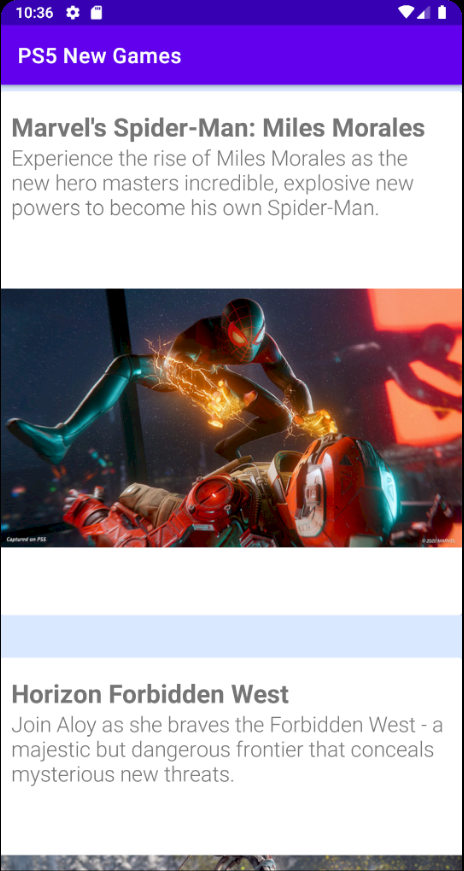 10:36
PS5 New Games
Marvel's Spider-Man: Miles Morales
Experience the rise of Miles Morales as the
new hero masters incredible, explosive new
powers to become his own Spider-Man.
Captured on PS5
© 2020 MARVEL
Horizon Forbidden West
Join Aloy as she braves the Forbidden West - a
majestic but dangerous frontier that conceals
mysterious new threats.